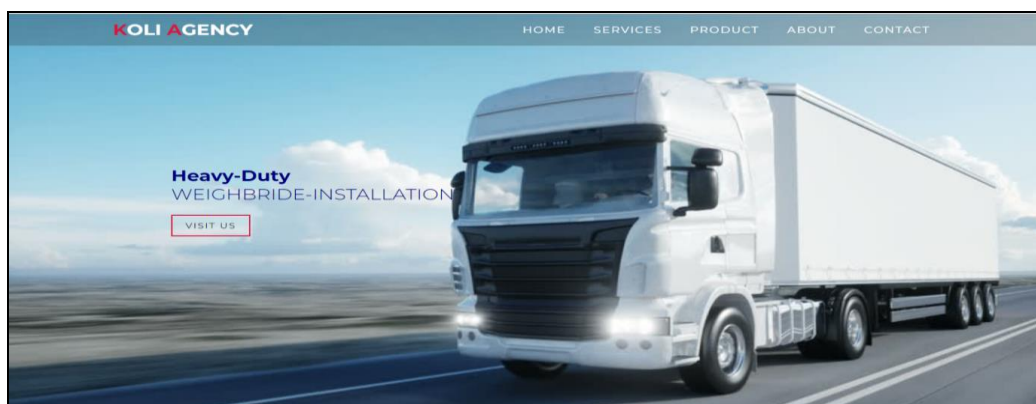 KOLI AGENCY
HOME SERVICES PRODUCT ABOUT CONTACT
Heavy-Duty
WEIGHBRIDE-INSTALLATION
VISIT US